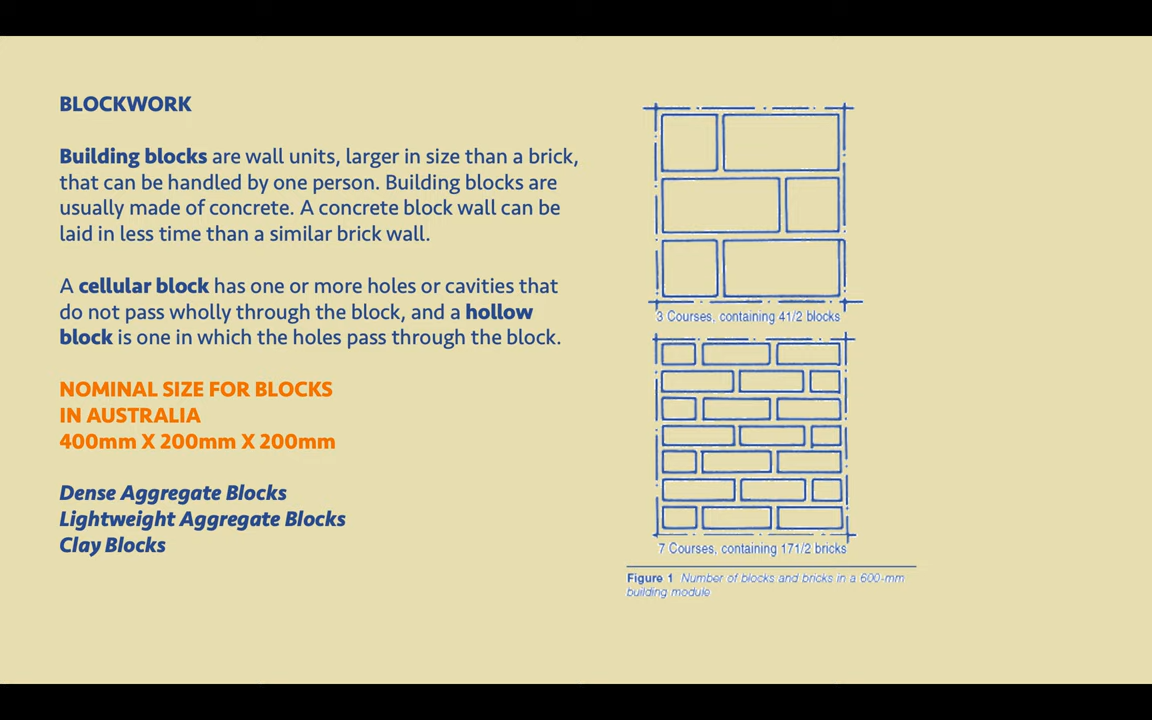 BLOCKWORK
Building blocks are wall units, larger in size than a brick,
that can be handled by one person. Building blocks are
usually made of concrete. A concrete block wall can be
laid in less time than a similar brick wall.
A cellular block has one or more holes or cavities that
do not pass wholly through the block, and a hollow
block is one in which the holes pass through the block.
NOMINAL SIZE FOR BLOCKS
IN AUSTRALIA
400mm X 200mm X 200mm
Dense Aggregate Blocks
Lightweight Aggregate Blocks
Clay Blocks
3 Courses, containing 41/2 blocks
7 Courses, containing 171/2 bricks
Figure 1 Number of blocks and bricks in a 600-mm
building module.